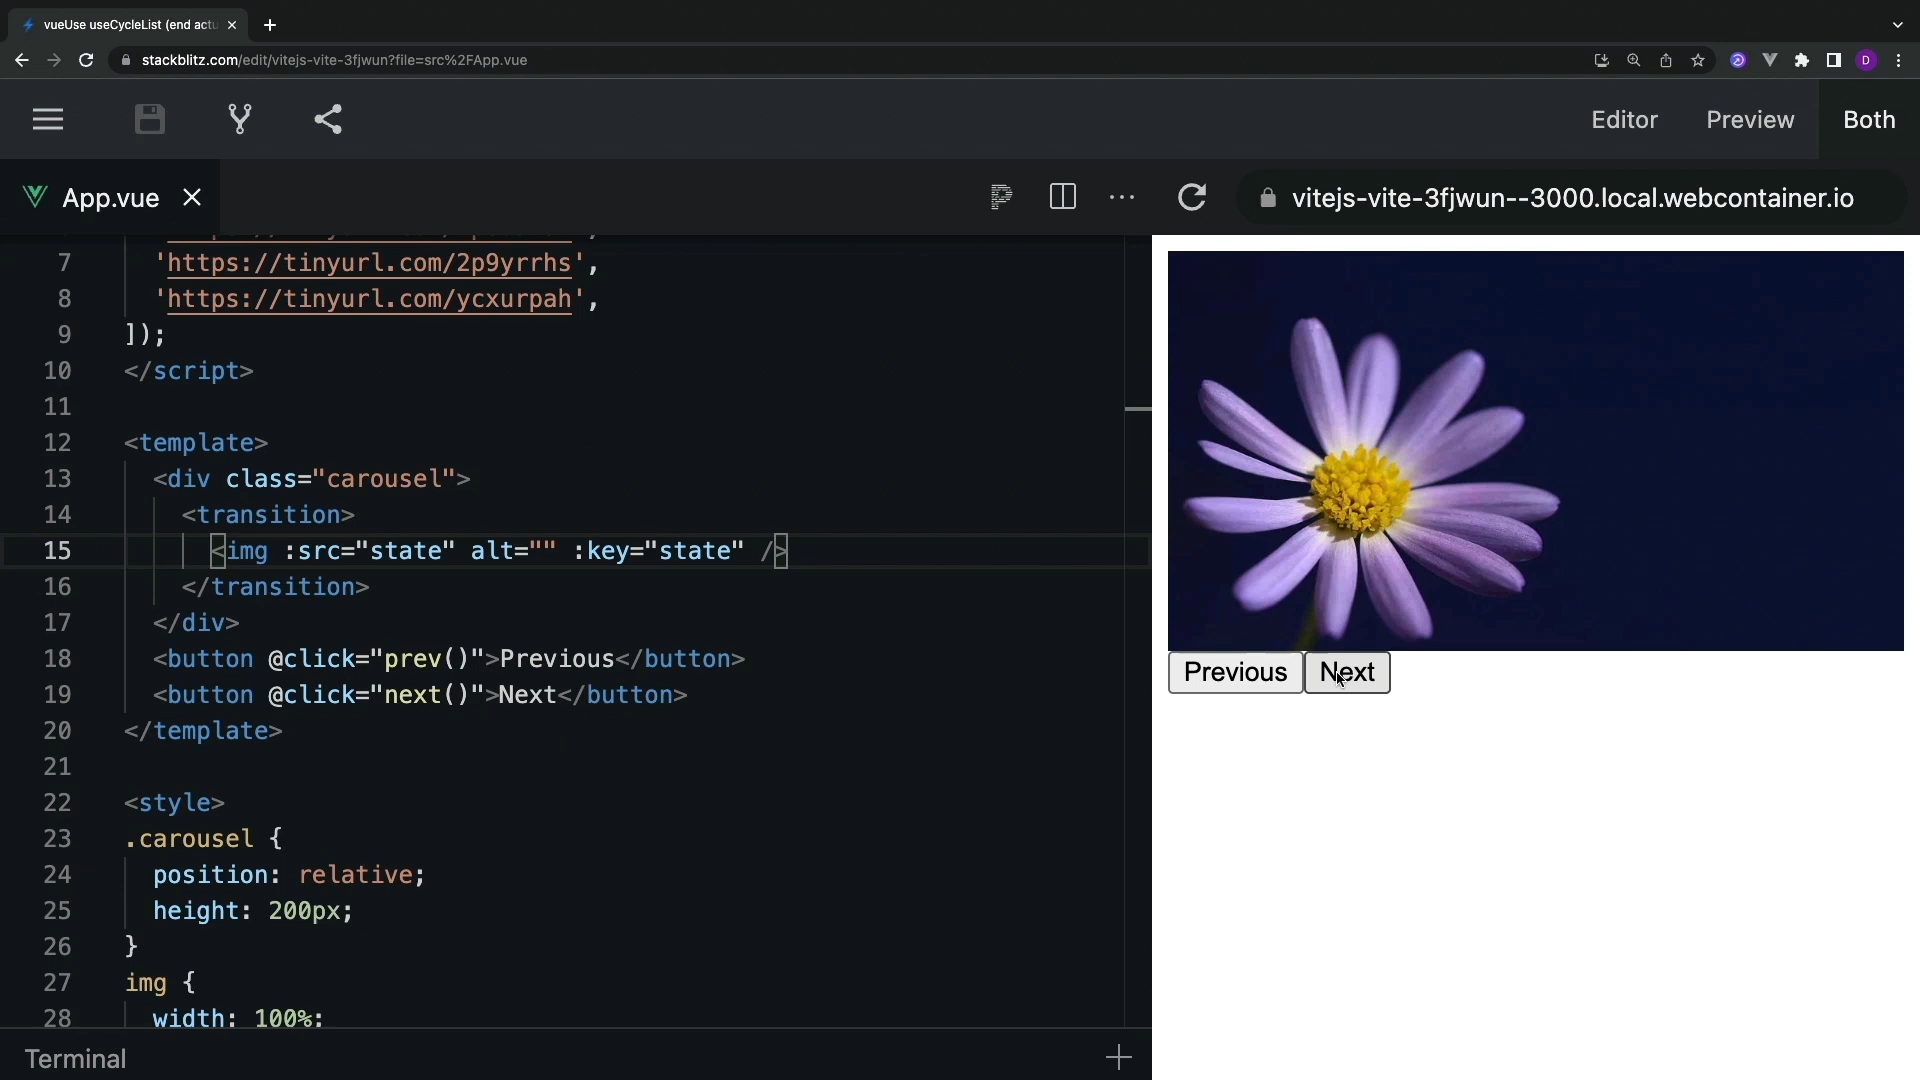 vueUse useCycleList (end actu
stackblitz.com/edit/vitejs-vite-3fjwun?file=src%2FApp.vue
D
Editor Preview Both
App.vue
vitejs-vite-3fjwun--3000.local.webcontainer.io
7 'https://tinyurl.com/2p9yrrhs',
8 'https://tinyurl.com/ycxurpah',
9 ]);
10 </script>
11
12 <template>
13 <div class="carousel">
14 <transition>
15 <img :src="state" alt="" :key="state" />
16 </transition>
17 </div>
18 <button @click="prev()">Previous</button>
19 <button @click="next()">Next</button>
20 </template>
21
22 <style>
23 .carousel {
24 position: relative;
25 height: 200px;
26 }
27 img {
28 width: 100%;
Previous Next
Terminal